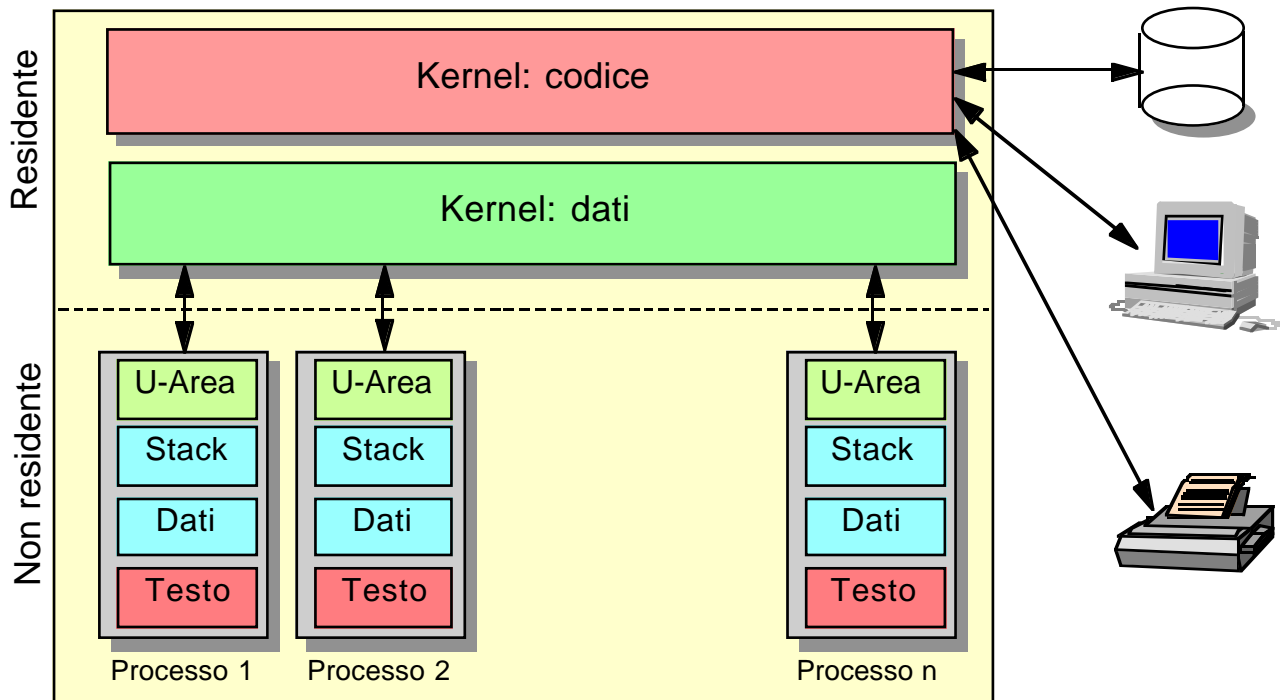 Residente
Kernel: codice
Kernel: dati
Non residente
U-Area
Stack
Dati
Testo
Processo 1
U-Area
Stack
Dati
Testo
Processo 2
U-Area
Stack
Dati
Testo
Processo n